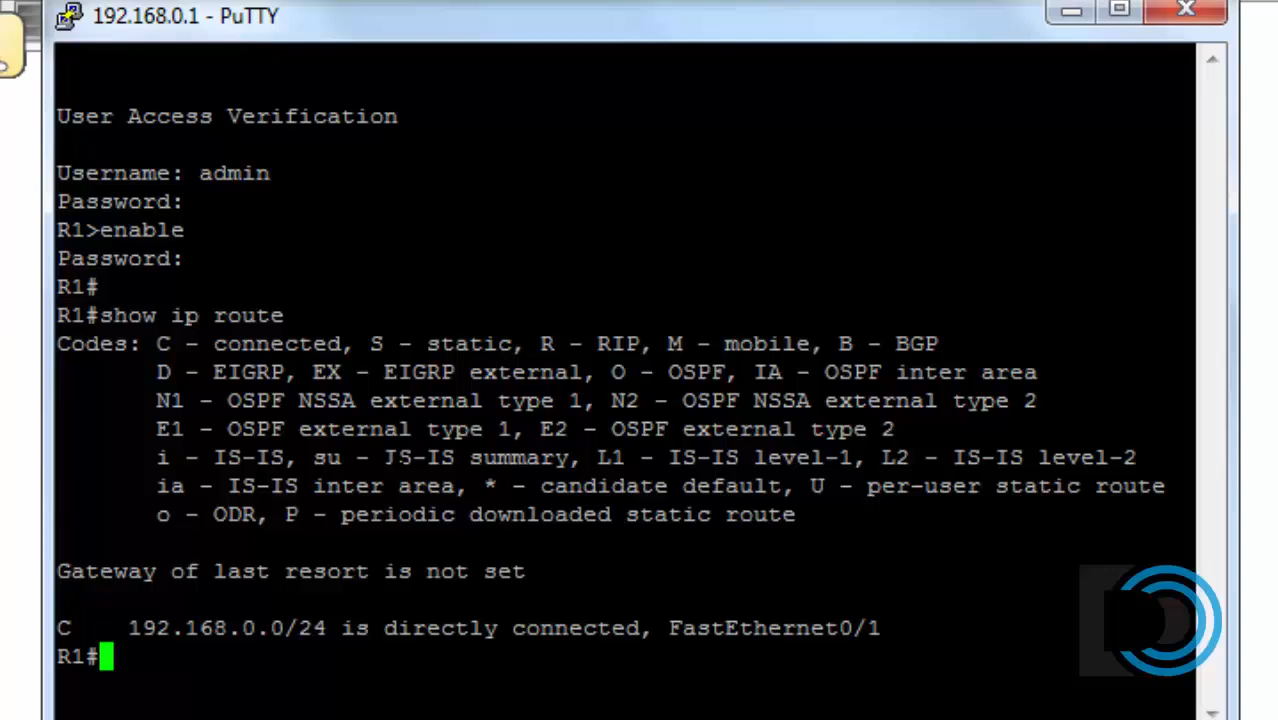 192.168.0.1 - PuTTY
User Access Verification
Username: admin
Password:
R1>enable
Password:
R1#
R1#show ip route
Codes: C - connected, S - static, R - RIP, M - mobile, B - BGP
D - EIGRP, EX - EIGRP external, O - OSPF, IA - OSPF inter area
N1 - OSPF NSSA external type 1, N2 - OSPF NSSA external type 2
E1 - OSPF external type 1, E2 - OSPF external type 2
i - IS-IS, su - IS-IS summary, L1 - IS-IS level-1, L2 - IS-IS level-2
ia - IS-IS inter area, * - candidate default, U - per-user static route
o - ODR, P - periodic downloaded static route
Gateway of last resort is not set
C 192.168.0.0/24 is directly connected, FastEthernet0/1
R1#